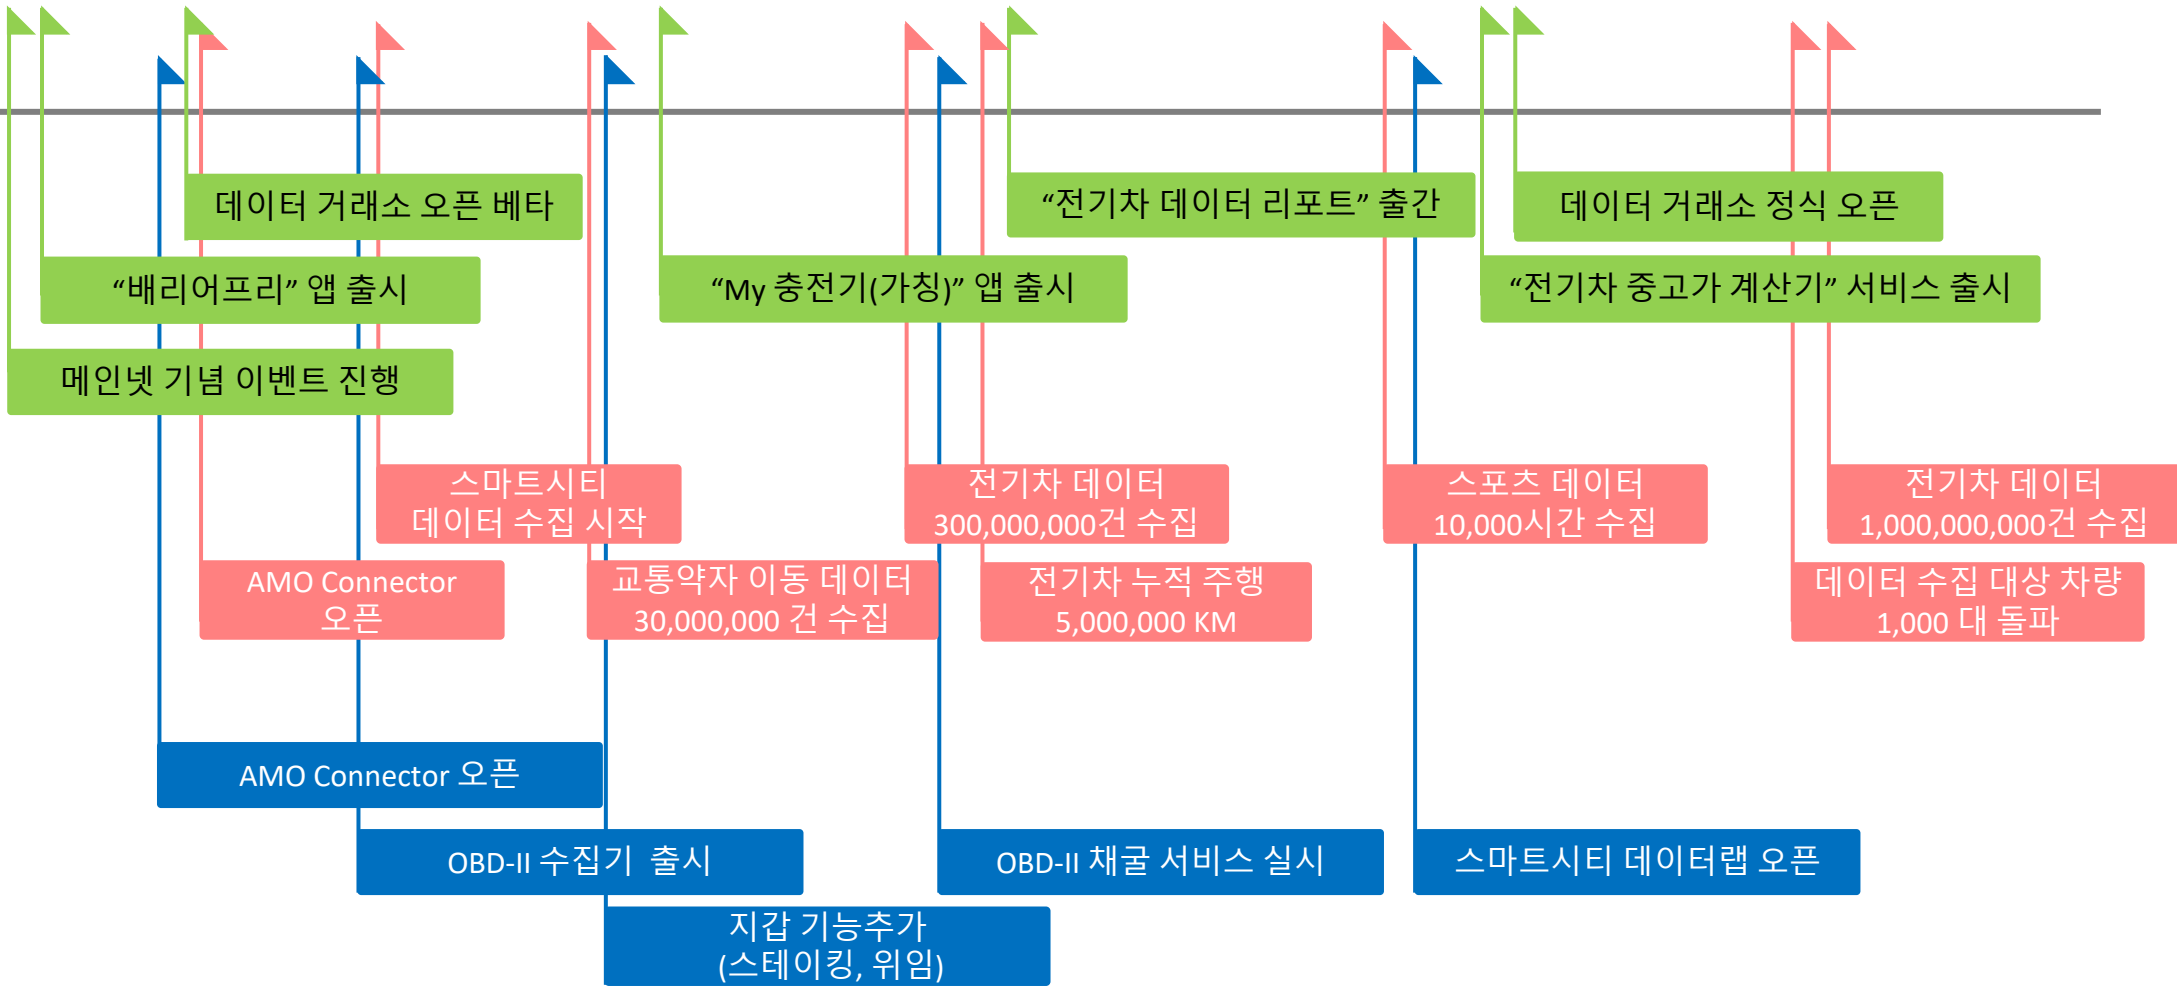 데이터 거래소 오픈 베타
“전기차 데이터 리포트” 출간
데이터 거래소 정식 오픈
“배리어프리” 앱 출시
“My 충전기(가칭)” 앱 출시
“전기차 중고가 계산기” 서비스 출시
메인넷 기념 이벤트 진행
스마트시티
데이터 수집 시작
전기차 데이터
300,000,000건 수집
스포츠 데이터
10,000시간 수집
전기차 데이터
1,000,000,000건 수집
AMO Connector
오픈
교통약자 이동 데이터
30,000,000 건 수집
전기차 누적 주행
5,000,000 KM
데이터 수집 대상 차량
1,000 대 돌파
AMO Connector 오픈
OBD-II 수집기 출시
OBD-II 채굴 서비스 실시
스마트시티 데이터랩 오픈
지갑 기능추가
(스테이킹, 위임)